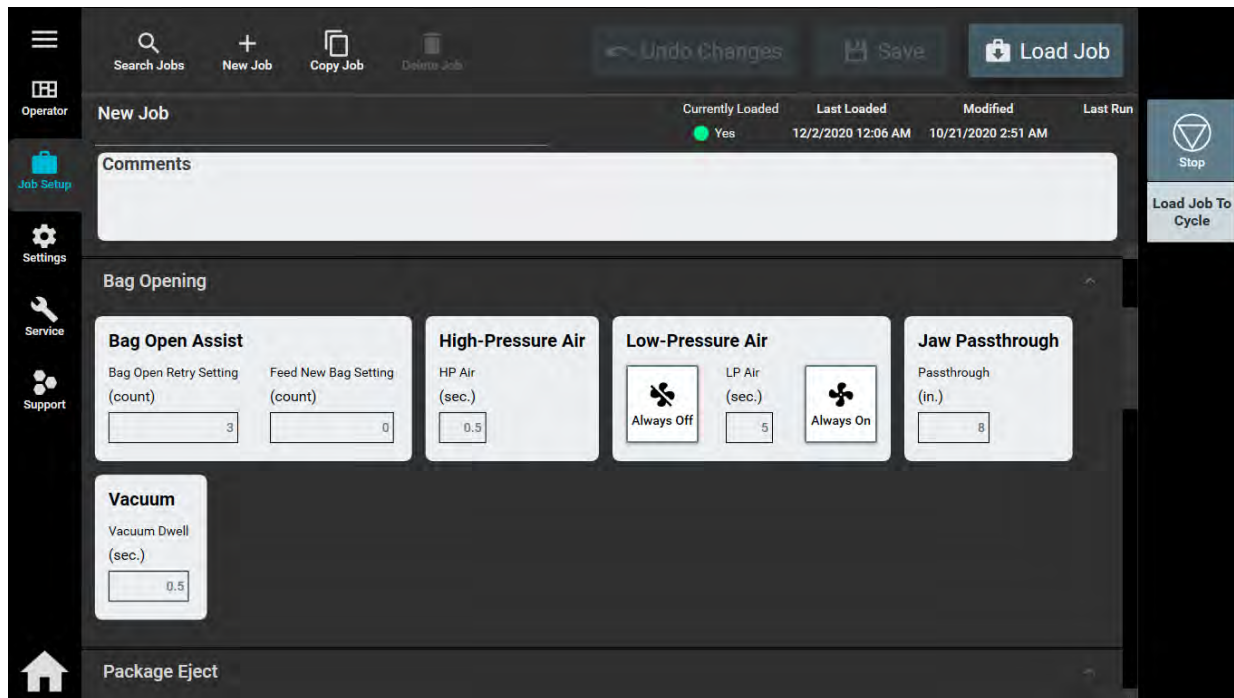 Search Jobs
New Job
Copy Job
Delete Job
Undo Changes
Save
Load Job
Operator
Job Setup
Settings
Service
Support
New Job
Currently Loaded
Last Loaded
Modified
Last Run
Yes
12/2/2020 12:06 AM
10/21/2020 2:51 AM
Comments
Stop
Load Job To
Cycle
Bag Opening
Bag Open Assist
Bag Open Retry Setting
(count)
3
Feed New Bag Setting
(count)
0
High-Pressure Air
HP Air
(sec.)
0.5
Low-Pressure Air
Always Off
LP Air
(sec.)
5
Always On
Jaw Passthrough
Passthrough
(in.)
8
Vacuum
Vacuum Dwell
(sec.)
0.5
Package Eject